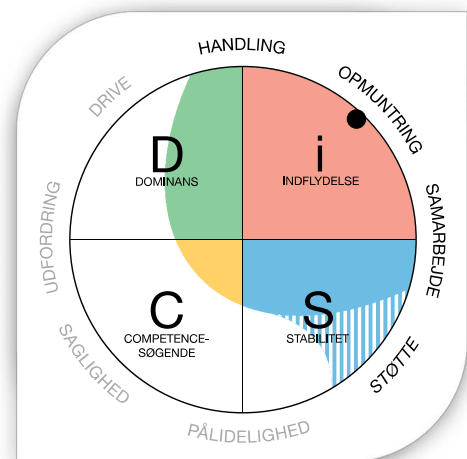 HANDLING
DRIVE
OPMUNTRING
D
DOMINANS
i
INDFLYDELSE
UDFORDRING
SAMARBEJDE
C
COMPETENCE-
SØGENDE
S
STABILITET
SAGLIGHED
STØTTE
PÅLIDELIGHED